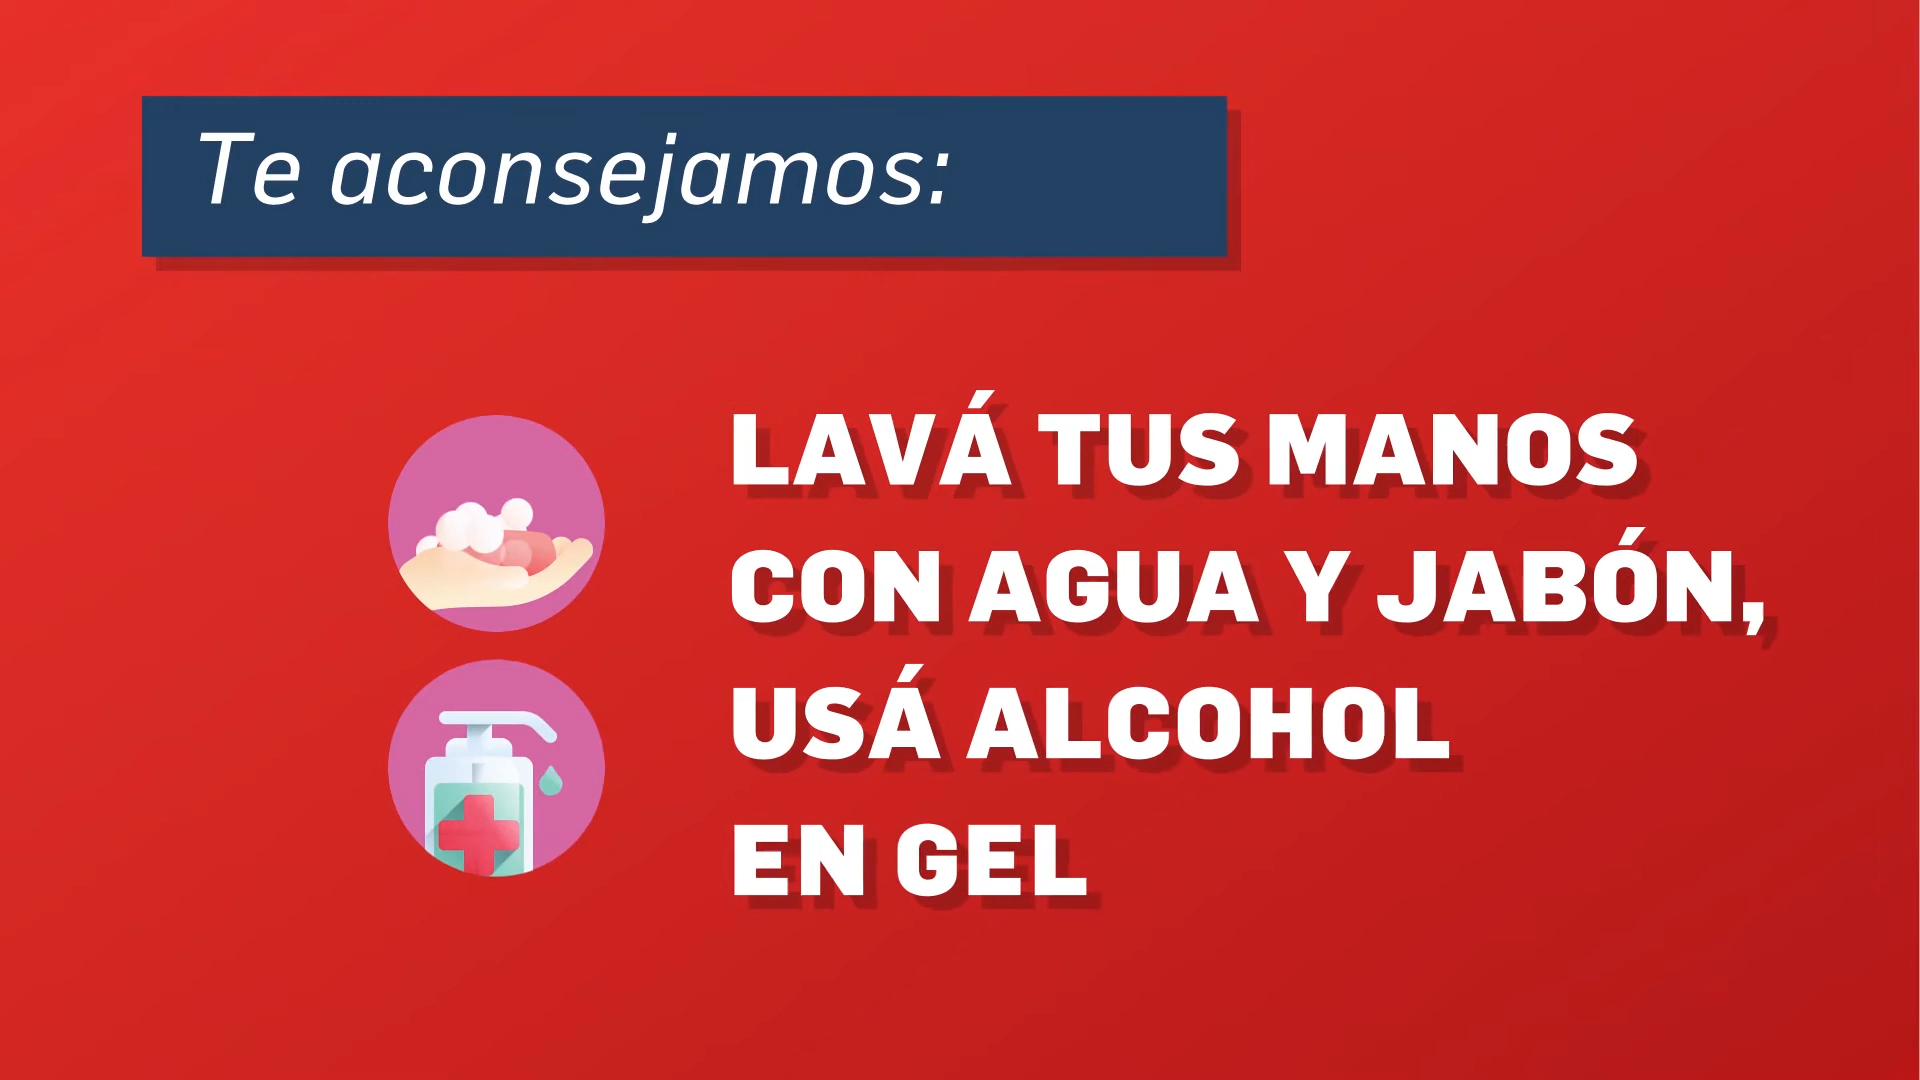 Te aconsejamos:
LAVÁ TUS MANOS
CON AGUA Y JABÓN,
USÁ ALCOHOL
EN GEL